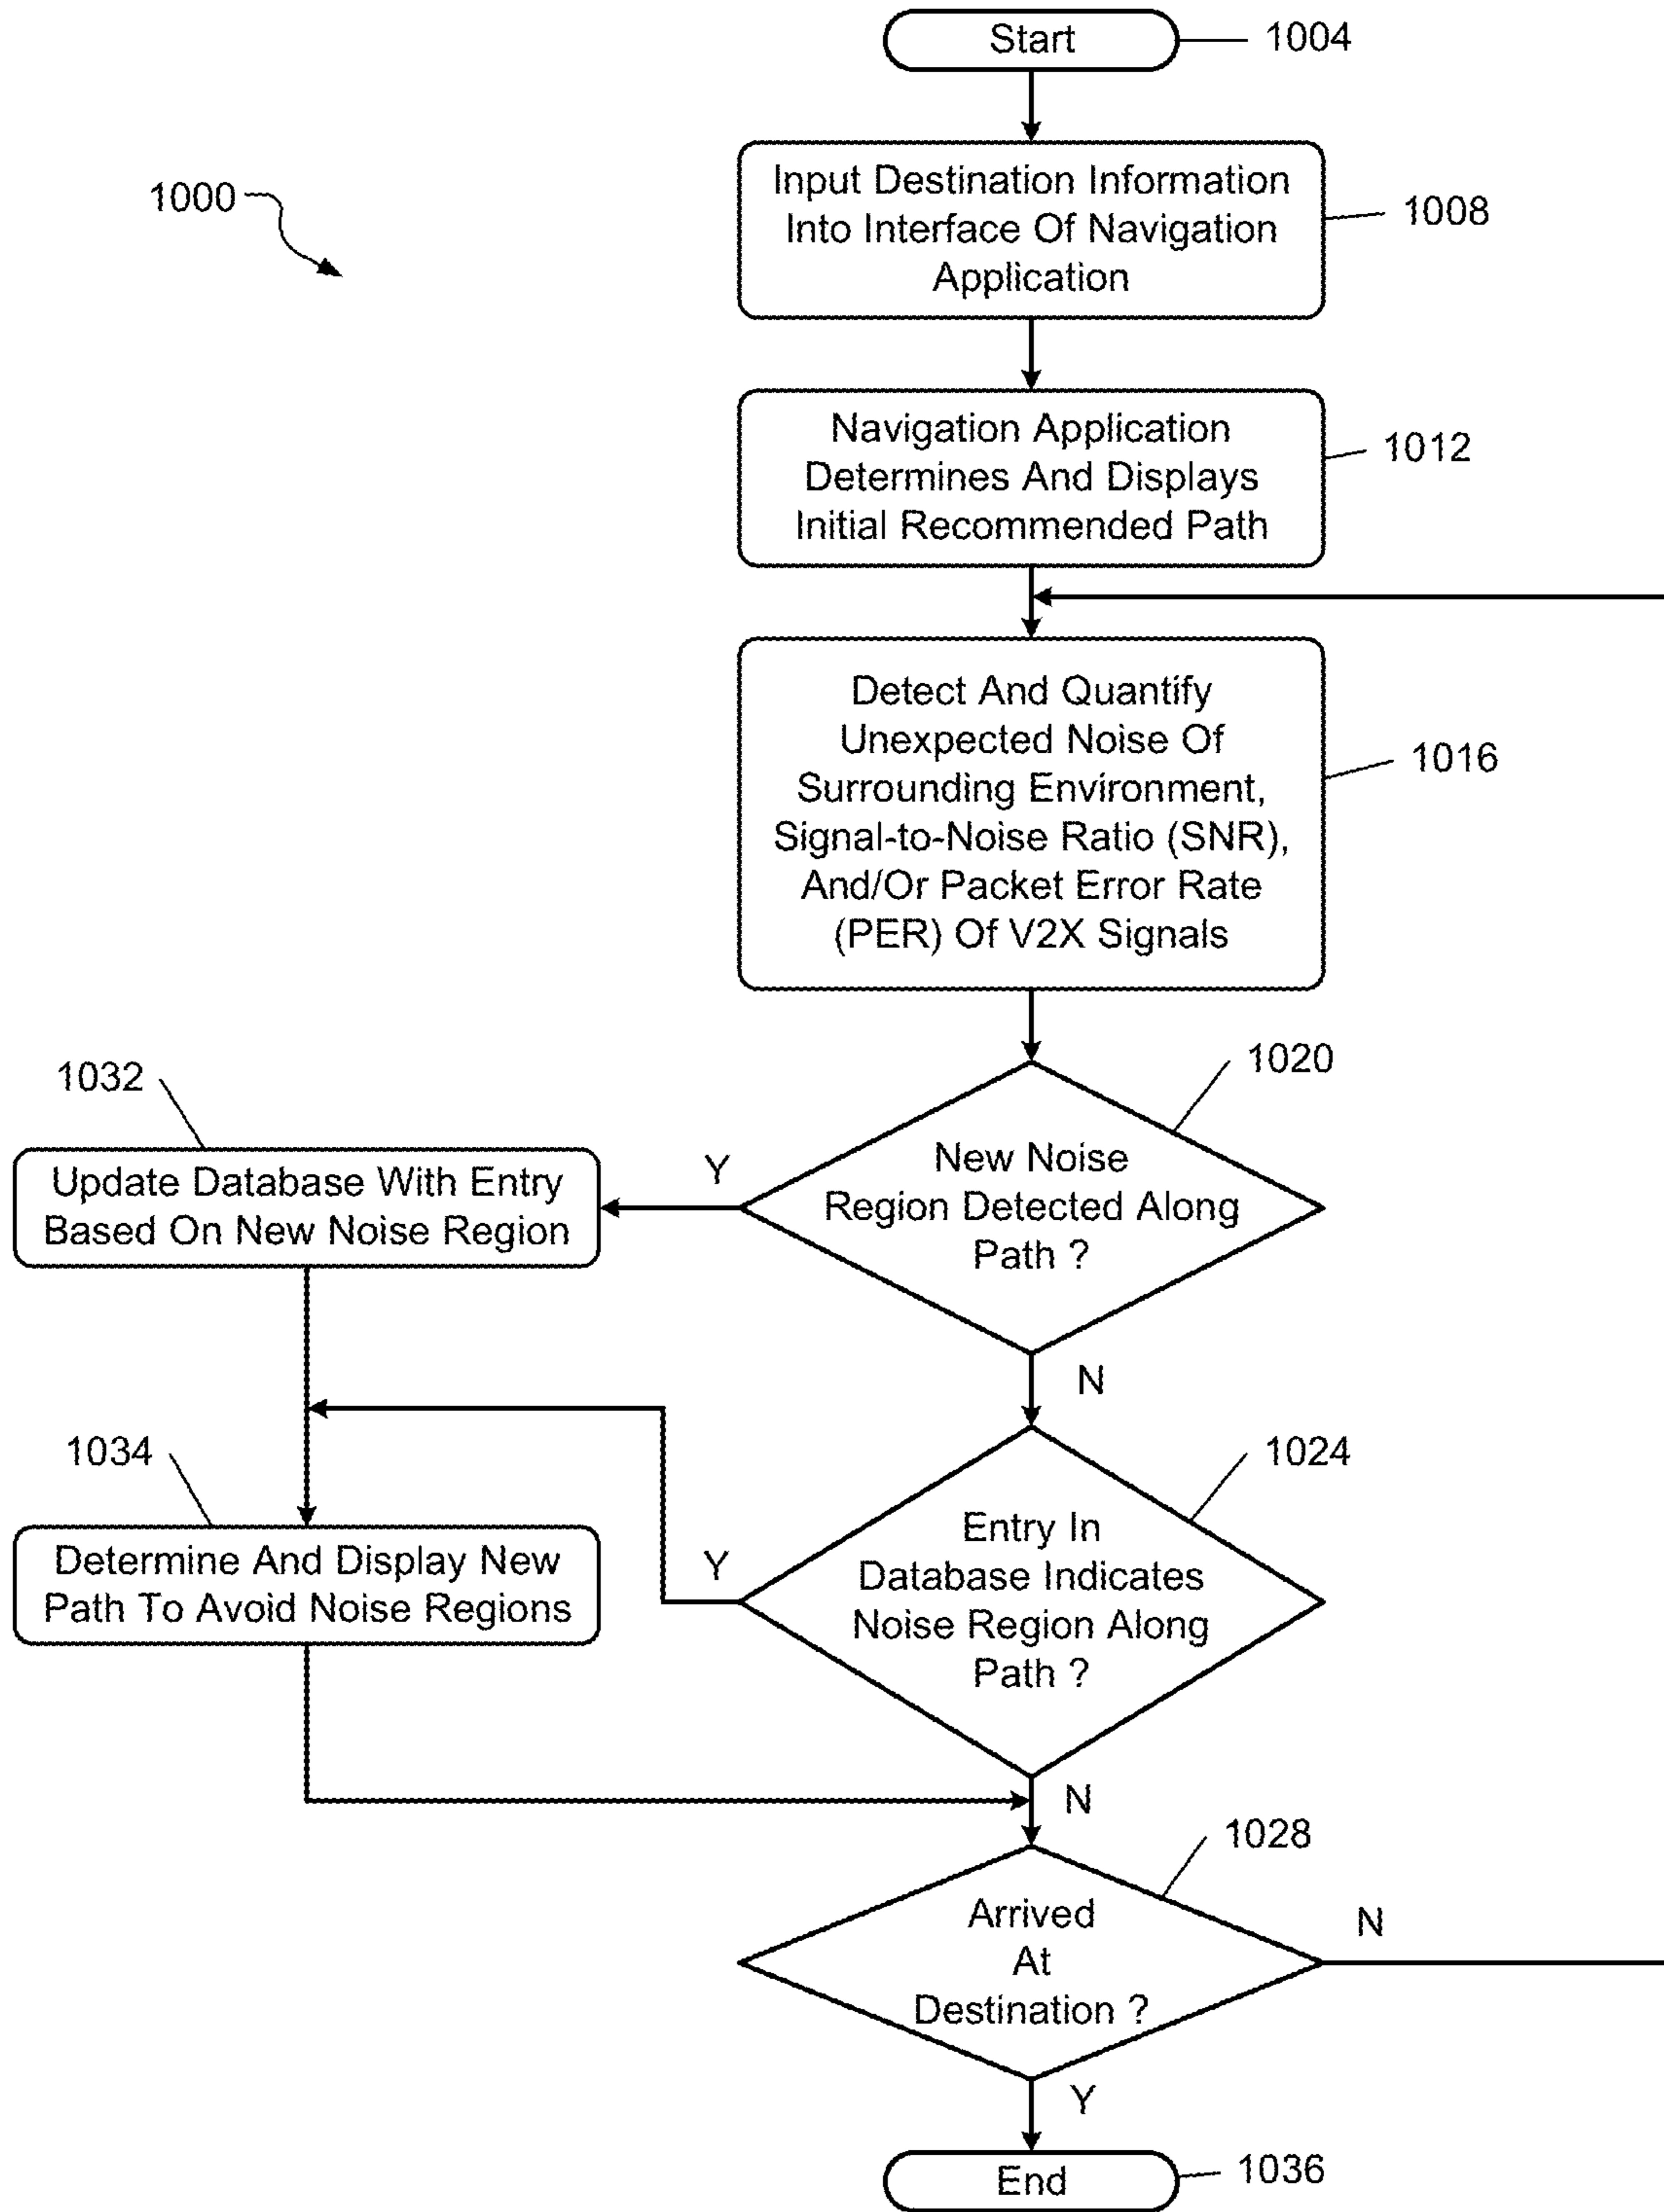 Start
1004
1000
Input Destination Information
Into Interface Of Navigation
Application
1008
Navigation Application
Determines And Displays
Initial Recommended Path
1012
Detect And Quantify
Unexpected Noise Of
Surrounding Environment,
Signal-to-Noise Ratio (SNR),
And/Or Packet Error Rate
(PER) Of V2X Signals
1016
1020
New Noise
Region Detected Along
Path ?
Y
N
1032
Update Database With Entry
Based On New Noise Region
1024
Entry In
Database Indicates
Noise Region Along
Path ?
Y
N
1034
Determine And Display New
Path To Avoid Noise Regions
1028
Arrived
At
Destination ?
N
Y
End
1036